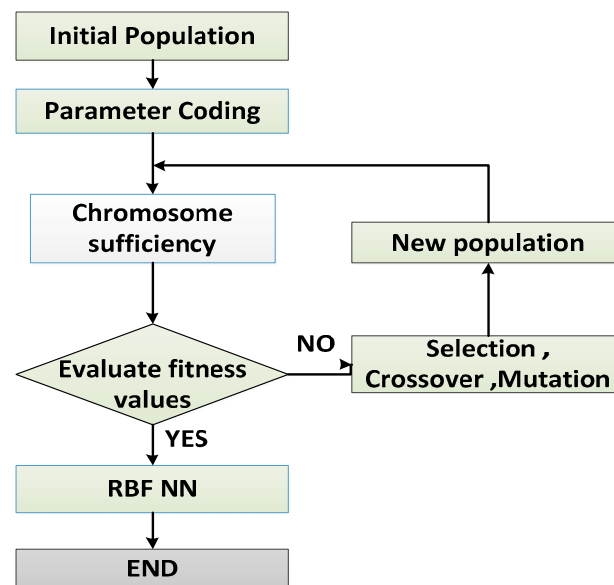 Initial Population
Parameter Coding
Chromosome
sufficiency
New population
Evaluate fitness
values
NO
Selection ,
Crossover ,Mutation
YES
RBF NN
END